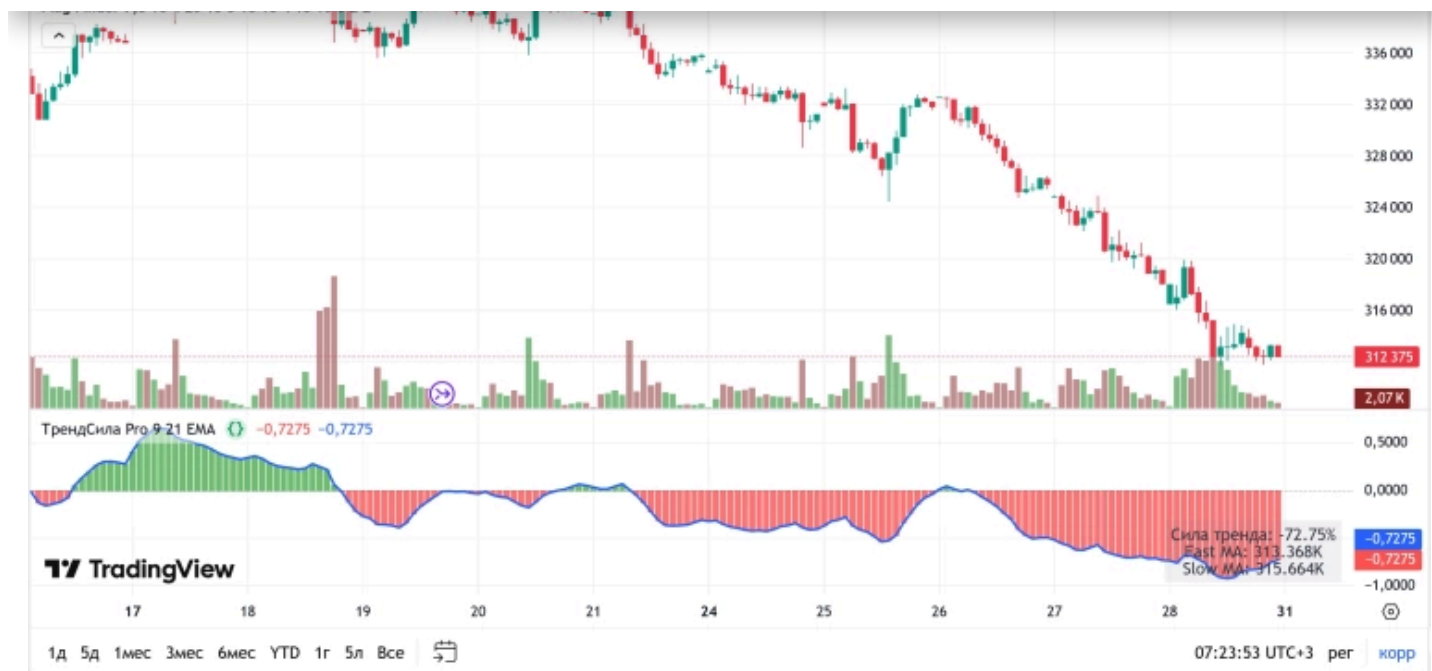 336 000
332 000
328 000
324 000
320 000
316 000
312 375
2,07 K
ТрендСила Pro 9 21 EMA {} −0,7275 −0,7275
0,5000
0,0000
Сила тренда: -72.75%
Fast MA: 313.368K
Slow MA: 315.664K
−0,7275
−0,7275
−1,0000
TradingView
17 18 19 20 21 24 25 26 27 28 31
1д 5д 1мес 3мес 6мес YTD 1г 5л Все 07:23:53 UTC+3 рег корр